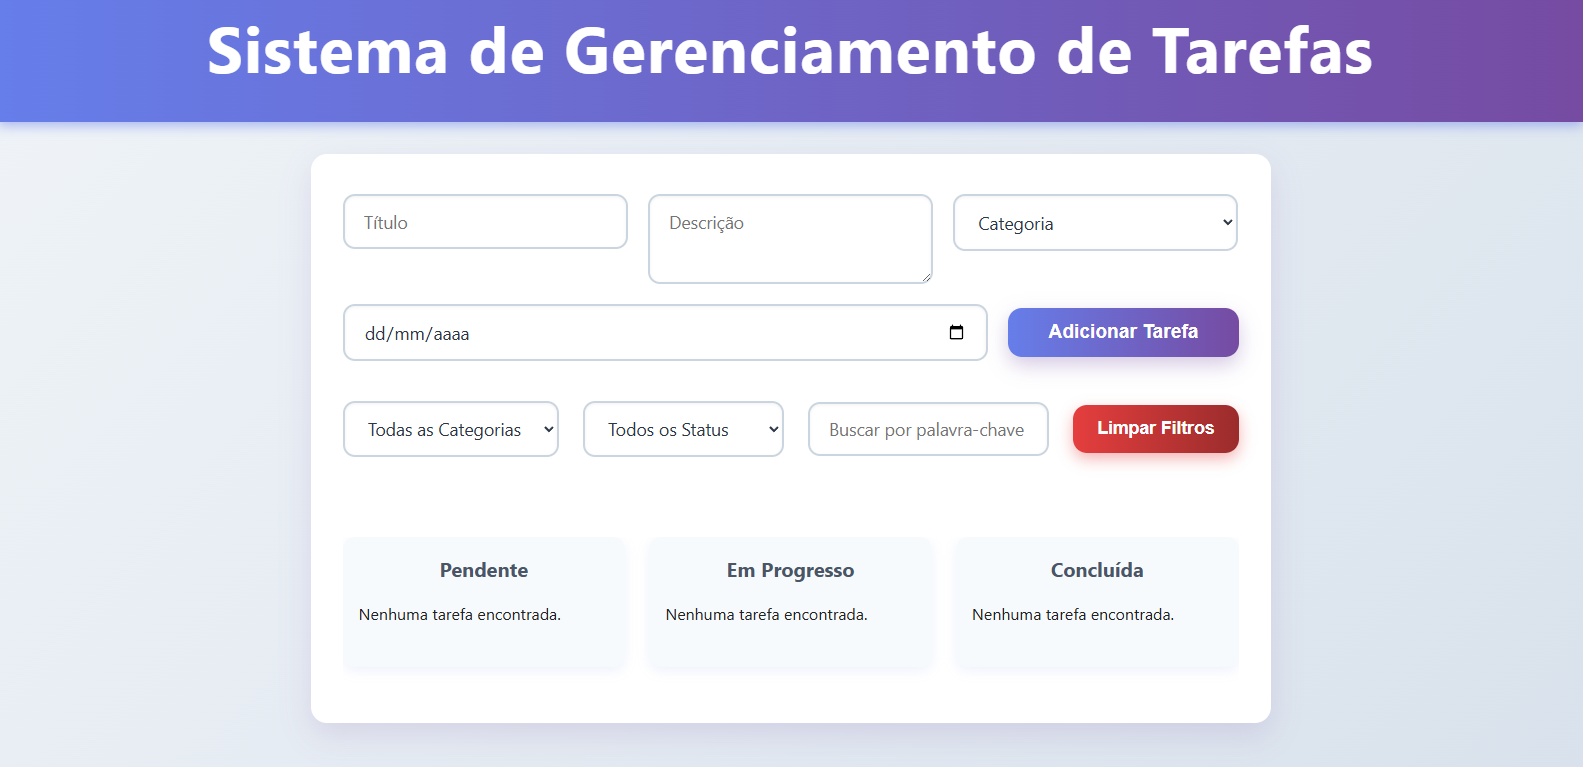 Sistema de Gerenciamento de Tarefas
Título
Descrição
Categoria
dd/mm/aaaa
Adicionar Tarefa
Todas as Categorias
Todos os Status
Buscar por palavra-chave
Limpar Filtros
Pendente
Nenhuma tarefa encontrada.
Em Progresso
Nenhuma tarefa encontrada.
Concluída
Nenhuma tarefa encontrada.